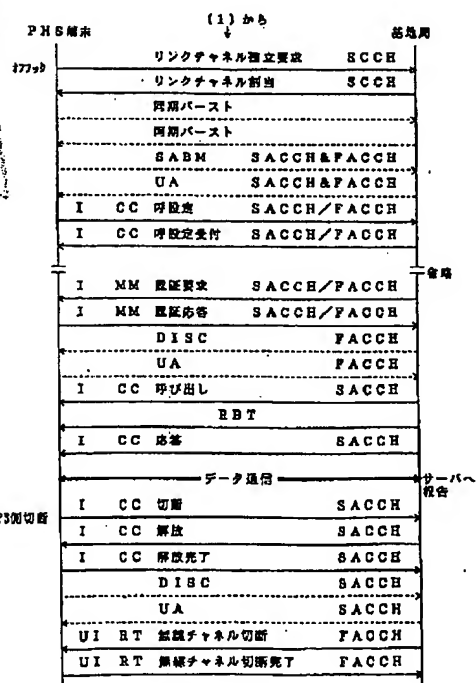 (1)から
PHS端末 基地局
オフフック
リンクチャネル確立要求 SCCH
リンクチャネル割当 SCCH
同期バースト
同期バースト
SABM SACCH&FACCH
UA SACCH&FACCH
I CC 呼設定 SACCH/FACCH
I CC 呼設定受付 SACCH/FACCH
省略
I MM 認証要求 SACCH/FACCH
I MM 認証応答 SACCH/FACCH
DISC FACCH
UA FACCH
I CC 呼び出し SACCH
RBT
I CC 応答 SACCH
データ通信 サーバへ
報告
I CC 切断 SACCH
I CC 解放 SACCH
I CC 解放完了 SACCH
DISC SACCH
UA SACCH
UI RT 無線チャネル切断 FACCH
UI RT 無線チャネル切断完了 FACCH